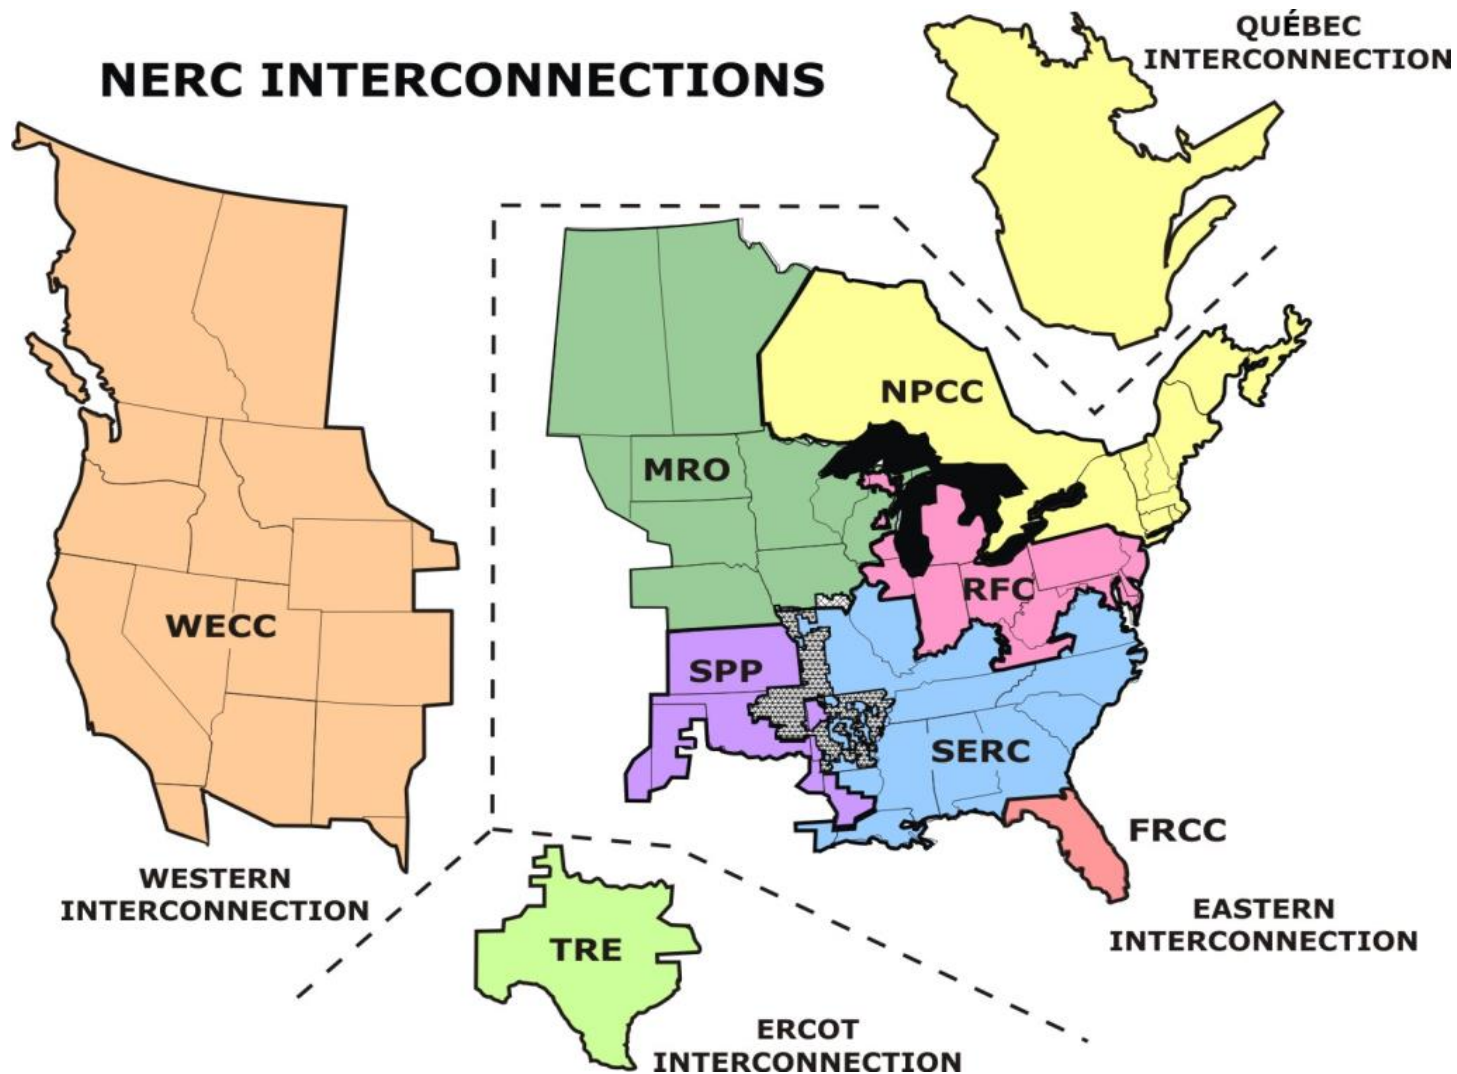 QUÉBEC
INTERCONNECTION
NERC INTERCONNECTIONS
NPCC
MRO
RFC
WECC
SPP
SERC
FRCC
WESTERN
INTERCONNECTION
EASTERN
INTERCONNECTION
TRE
ERCOT
INTERCONNECTION